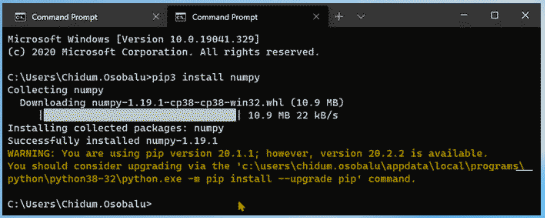 Command Prompt
Command Prompt
Microsoft Windows [Version 10.0.19041.329]
(c) 2020 Microsoft Corporation. All rights reserved.
C:\Users\Chidum.Osobalu>pip3 install numpy
Collecting numpy
Downloading numpy-1.19.1-cp38-cp38-win32.whl (10.9 MB)
|████████████████████████████████| 10.9 MB 22 kB/s
Installing collected packages: numpy
Successfully installed numpy-1.19.1
WARNING: You are using pip version 20.1.1; however, version 20.2.2 is available.
You should consider upgrading via the 'c:\users\chidum.osobalu\appdata\local\programs\
python\python38-32\python.exe -m pip install --upgrade pip' command.
C:\Users\Chidum.Osobalu>